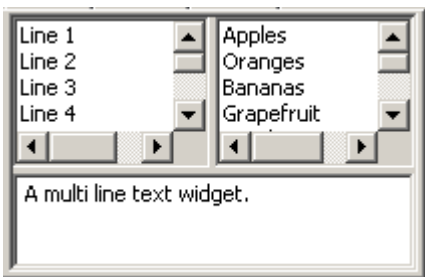 Line 1
Line 2
Line 3
Line 4
Apples
Oranges
Bananas
Grapefruit
A multi line text widget.